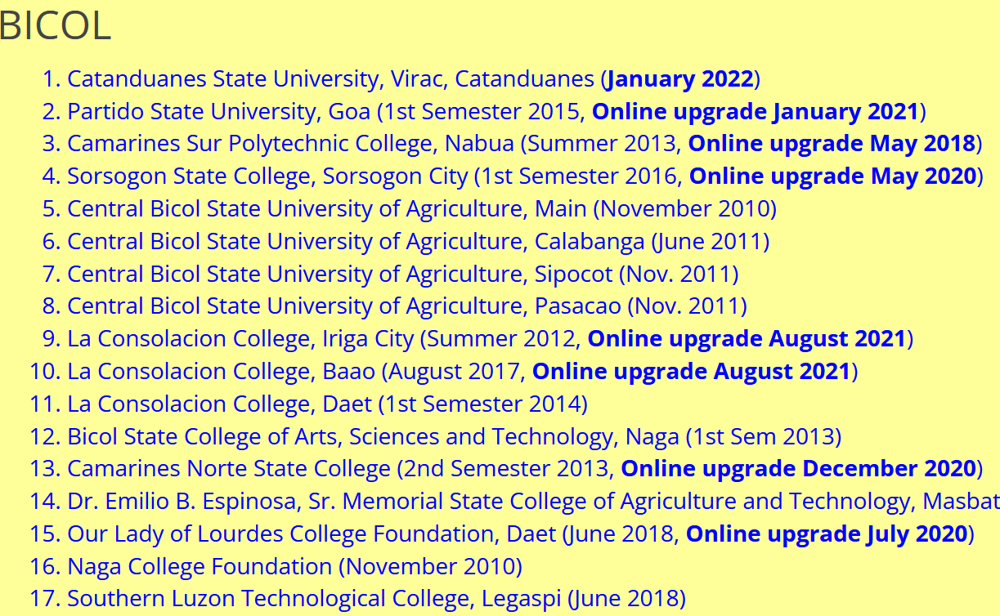 BICOL
1. Catanduanes State University, Virac, Catanduanes (January 2022)
2. Partido State University, Goa (1st Semester 2015, Online upgrade January 2021)
3. Camarines Sur Polytechnic College, Nabua (Summer 2013, Online upgrade May 2018)
4. Sorsogon State College, Sorsogon City (1st Semester 2016, Online upgrade May 2020)
5. Central Bicol State University of Agriculture, Main (November 2010)
6. Central Bicol State University of Agriculture, Calabanga (June 2011)
7. Central Bicol State University of Agriculture, Sipocot (Nov. 2011)
8. Central Bicol State University of Agriculture, Pasacao (Nov. 2011)
9. La Consolacion College, Iriga City (Summer 2012, Online upgrade August 2021)
10. La Consolacion College, Baao (August 2017, Online upgrade August 2021)
11. La Consolacion College, Daet (1st Semester 2014)
12. Bicol State College of Arts, Sciences and Technology, Naga (1st Sem 2013)
13. Camarines Norte State College (2nd Semester 2013, Online upgrade December 2020)
14. Dr. Emilio B. Espinosa, Sr. Memorial State College of Agriculture and Technology, Masbat
15. Our Lady of Lourdes College Foundation, Daet (June 2018, Online upgrade July 2020)
16. Naga College Foundation (November 2010)
17. Southern Luzon Technological College, Legaspi (June 2018)